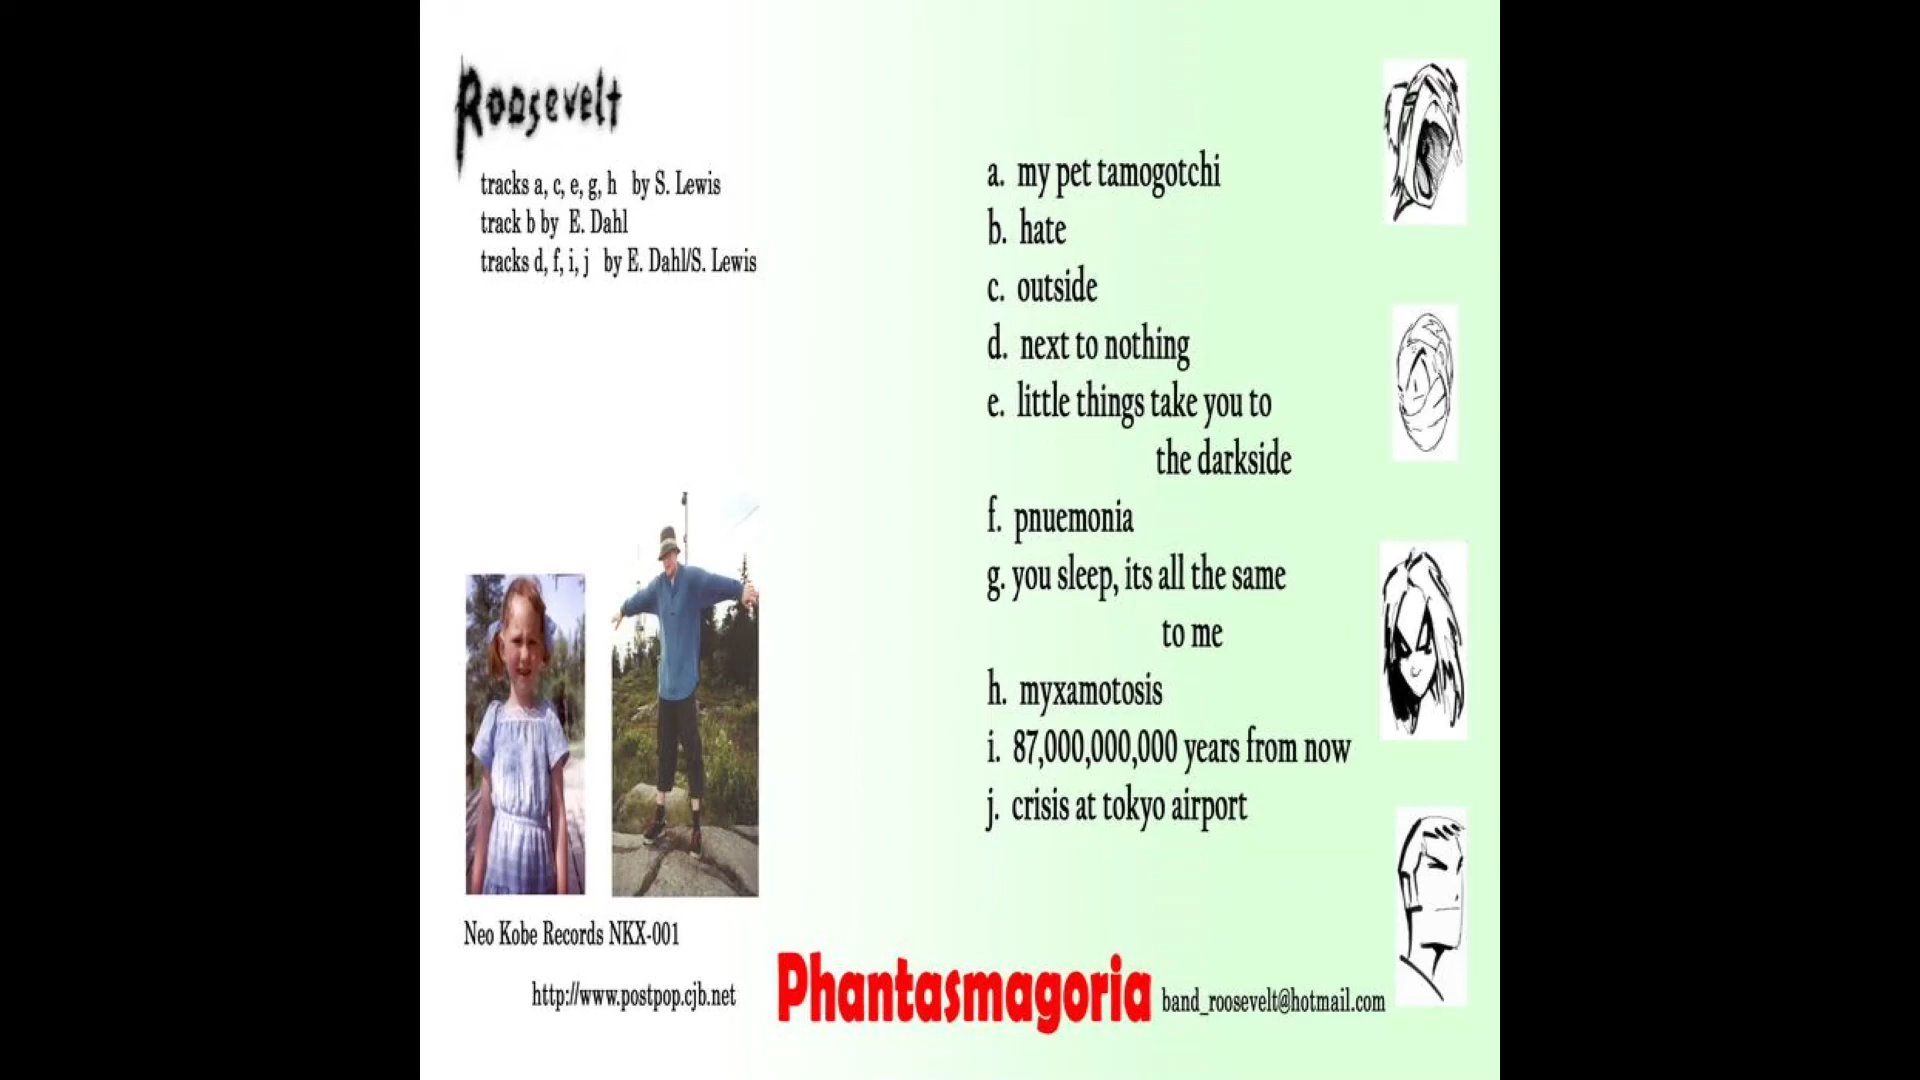 Roosevelt
tracks a, c, e, g, h by S. Lewis
track b by E. Dahl
tracks d, f, i, j by E. Dahl/S. Lewis
a. my pet tamogotchi
b. hate
c. outside
d. next to nothing
e. little things take you to
the darkside
f. pnuemonia
g. you sleep, its all the same
to me
h. myxamotosis
i. 87,000,000,000 years from now
j. crisis at tokyo airport
Neo Kobe Records NKX-001
http://www.postpop.cjb.net
Phantasmagoria
band_roosevelt@hotmail.com